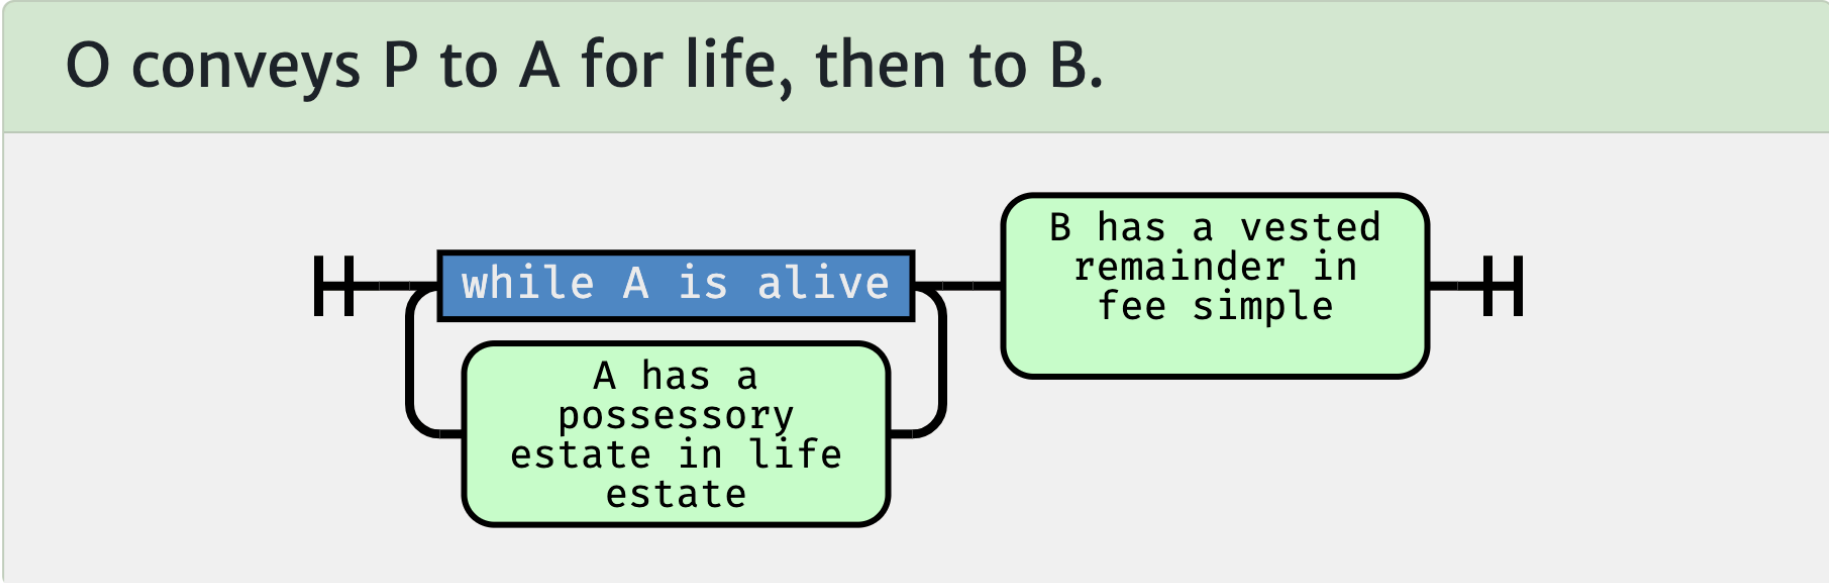 O conveys P to A for life, then to B.
while A is alive
B has a vested
remainder in
fee simple
A has a
possessory
estate in life
estate